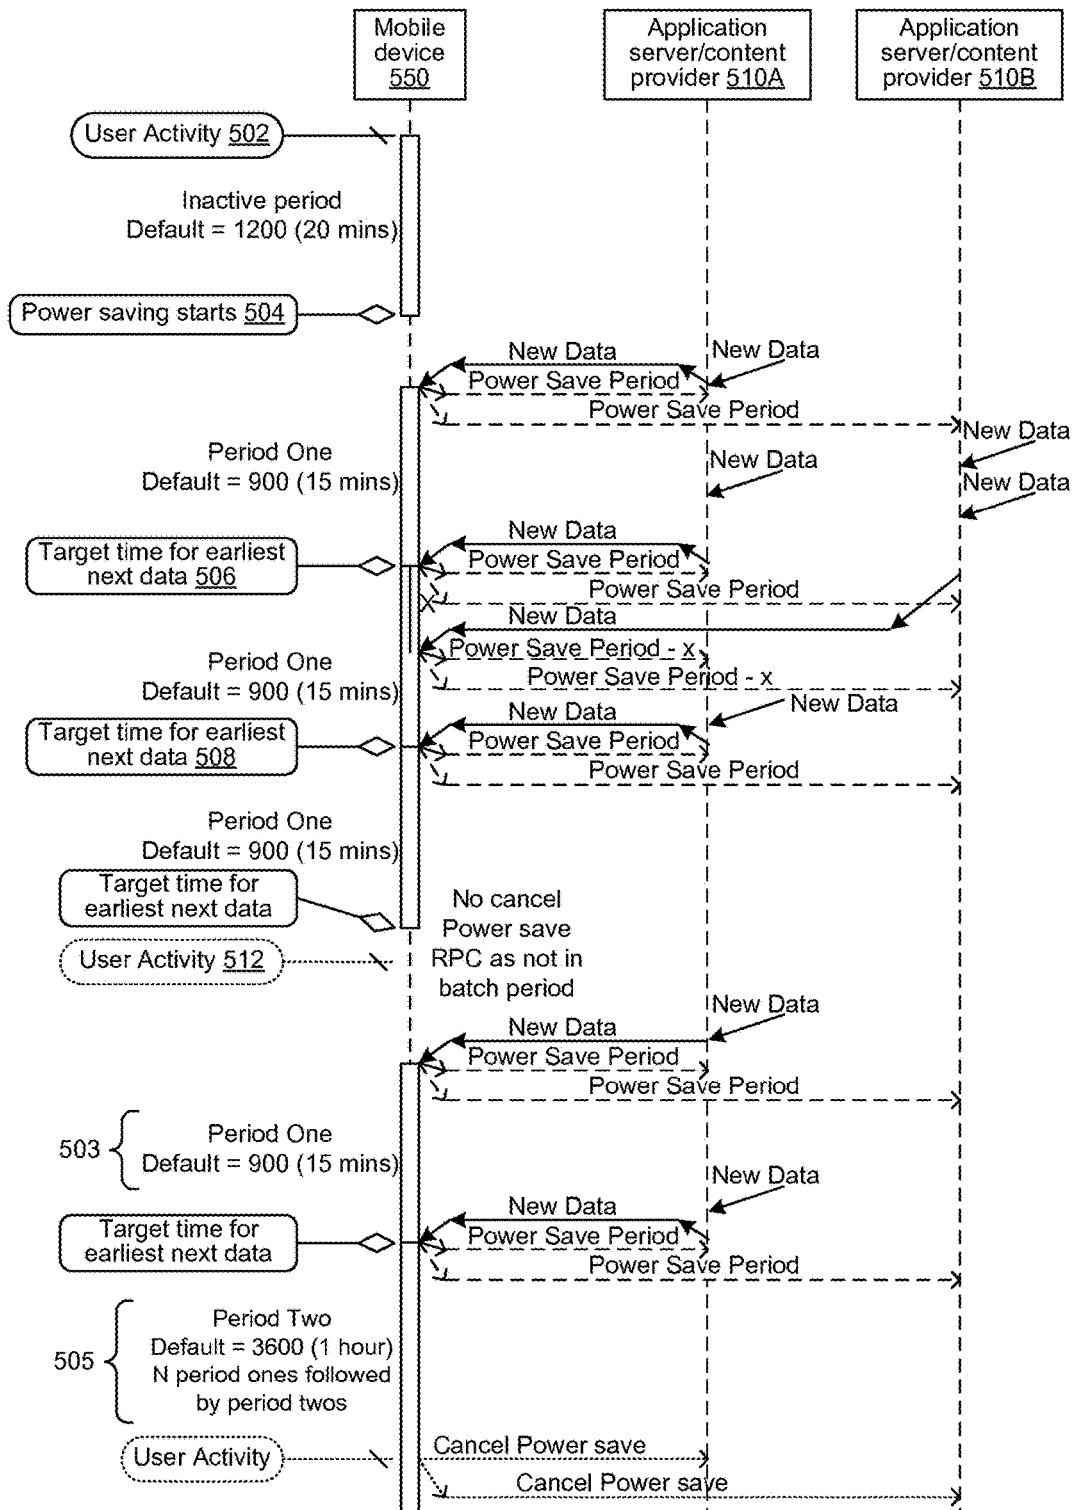 Mobile
device
550
Application
server/content
provider 510A
Application
server/content
provider 510B
User Activity 502
Inactive period
Default = 1200 (20 mins)
Power saving starts 504
New Data
New Data
Power Save Period
Power Save Period
New Data
Period One
Default = 900 (15 mins)
New Data
New Data
New Data
Target time for earliest
next data 506
Power Save Period
Power Save Period
New Data
Power Save Period - x
Period One
Default = 900 (15 mins)
Power Save Period - x
New Data
New Data
Target time for earliest
next data 508
Power Save Period
Power Save Period
Period One
Default = 900 (15 mins)
Target time for
earliest next data
No cancel
Power save
RPC as not in
batch period
User Activity 512
New Data
New Data
Power Save Period
Power Save Period
503
Period One
Default = 900 (15 mins)
New Data
New Data
Target time for
earliest next data
Power Save Period
Power Save Period
505
Period Two
Default = 3600 (1 hour)
N period ones followed
by period twos
User Activity
Cancel Power save
Cancel Power save